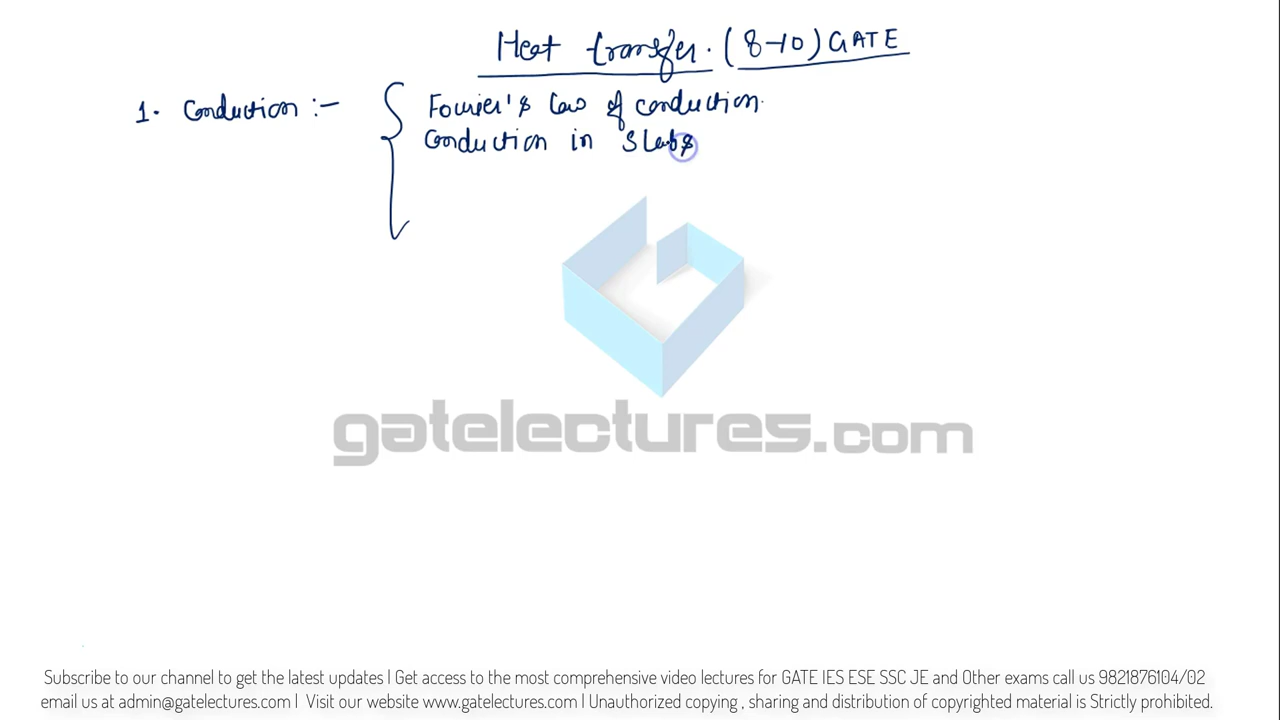 Heat transfer. (8-10) GATE
1. Conduction :- Fourier's law of conduction.
Conduction in slabs
gatelectures.com
Subscribe to our channel to get the latest updates | Get access to the most comprehensive video lectures for GATE IES ESE SSC JE and Other exams call us 9821876104/02
email us at admin@gatelectures.com | Visit our website www.gatelectures.com | Unauthorized copying , sharing and distribution of copyrighted material is Strictly prohibited.